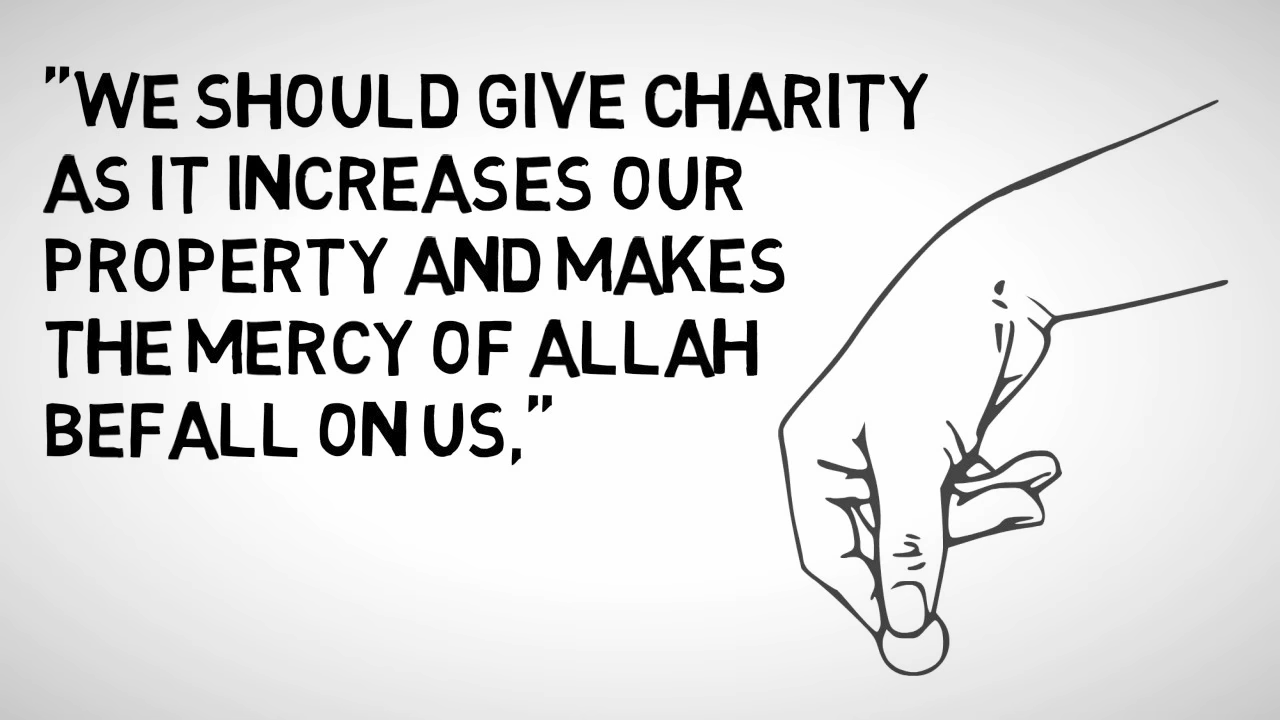 "WE SHOULD GIVE CHARITY
AS IT INCREASES OUR
PROPERTY AND MAKES
THE MERCY OF ALLAH
BEFALL ON US,"